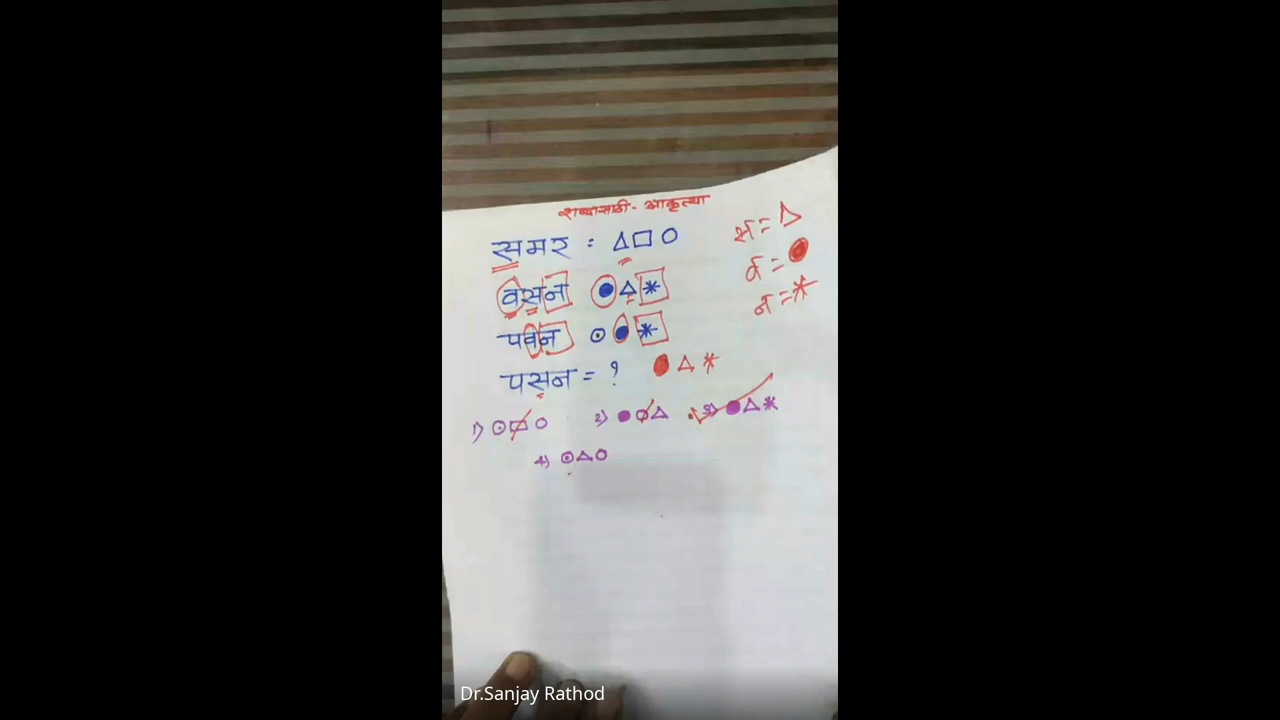 शब्दासाठी - आकृत्या
समर : △□○
वसन ●△*
पवन ⊙●*
पसन = ? ●△*
1) ⊙□○ 2) ●○△ 3) ●△*
4) ⊙△○
स = △
व = ●
न = *
Dr.Sanjay Rathod